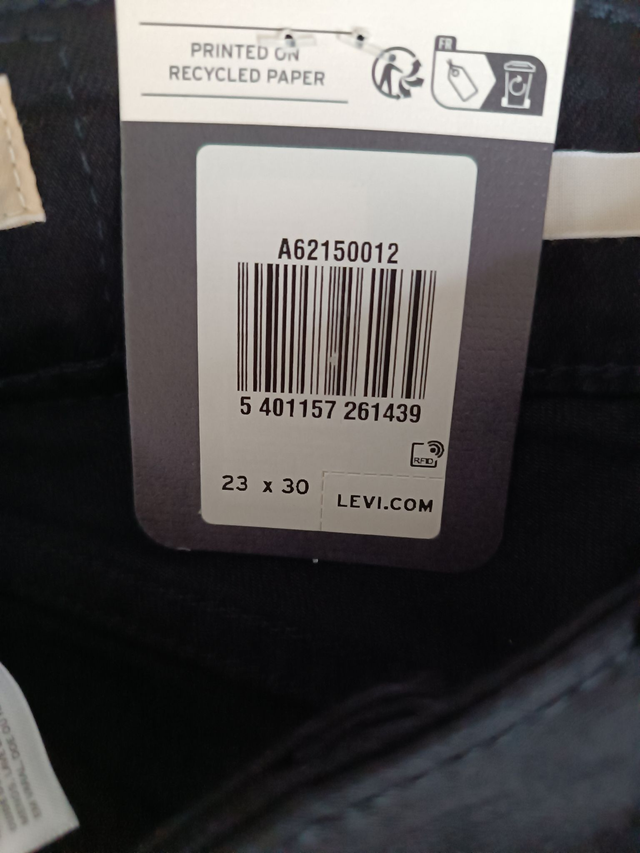 PRINTED ON
RECYCLED PAPER
FR
A62150012
5 401157 261439
RFID
23 x 30
LEVI.COM